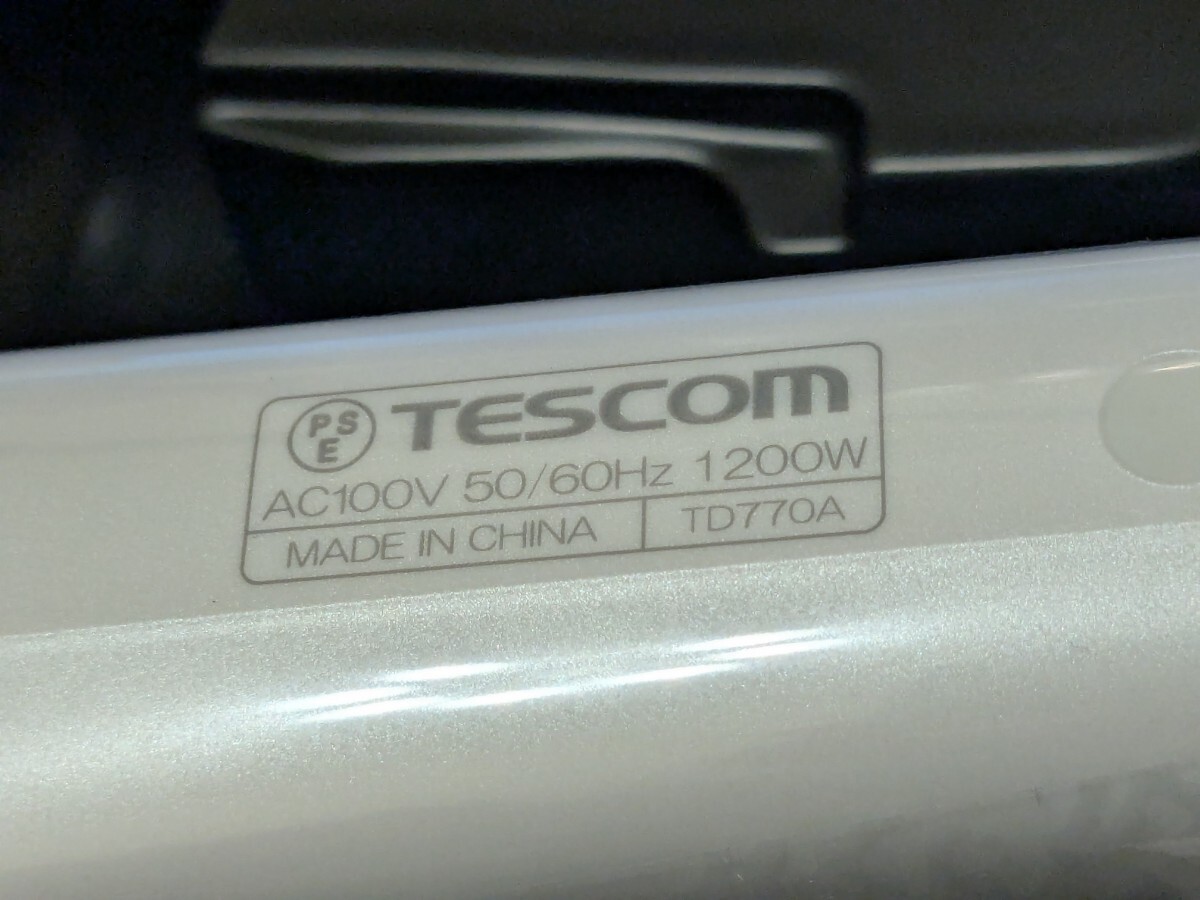 PSE TESCOM
AC100V 50/60Hz 1200W
MADE IN CHINA TD770A